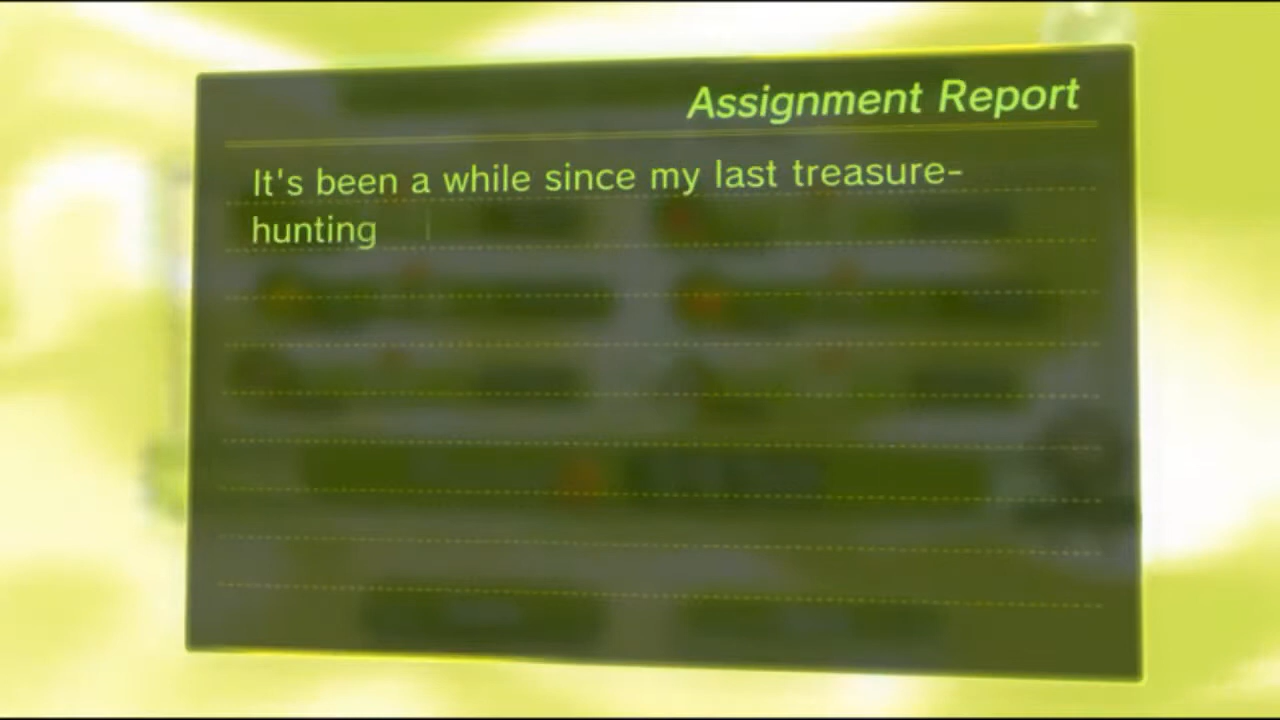 Assignment Report
It's been a while since my last treasure-
hunting